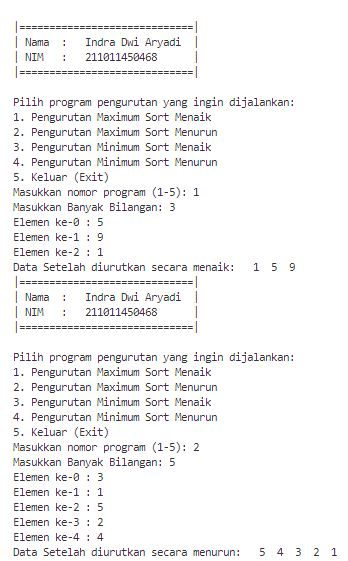 |=============================|
| Nama  :   Indra Dwi Aryadi  |
| NIM   :   211011450468      |
|=============================|
Pilih program pengurutan yang ingin dijalankan:
1. Pengurutan Maximum Sort Menaik
2. Pengurutan Maximum Sort Menurun
3. Pengurutan Minimum Sort Menaik
4. Pengurutan Minimum Sort Menurun
5. Keluar (Exit)
Masukkan nomor program (1-5): 1
Masukkan Banyak Bilangan: 3
Elemen ke-0 : 5
Elemen ke-1 : 9
Elemen ke-2 : 1
Data Setelah diurutkan secara menaik:   1  5  9
|=============================|
| Nama  :   Indra Dwi Aryadi  |
| NIM   :   211011450468      |
|=============================|
Pilih program pengurutan yang ingin dijalankan:
1. Pengurutan Maximum Sort Menaik
2. Pengurutan Maximum Sort Menurun
3. Pengurutan Minimum Sort Menaik
4. Pengurutan Minimum Sort Menurun
5. Keluar (Exit)
Masukkan nomor program (1-5): 2
Masukkan Banyak Bilangan: 5
Elemen ke-0 : 3
Elemen ke-1 : 1
Elemen ke-2 : 5
Elemen ke-3 : 2
Elemen ke-4 : 4
Data Setelah diurutkan secara menurun:   5  4  3  2  1